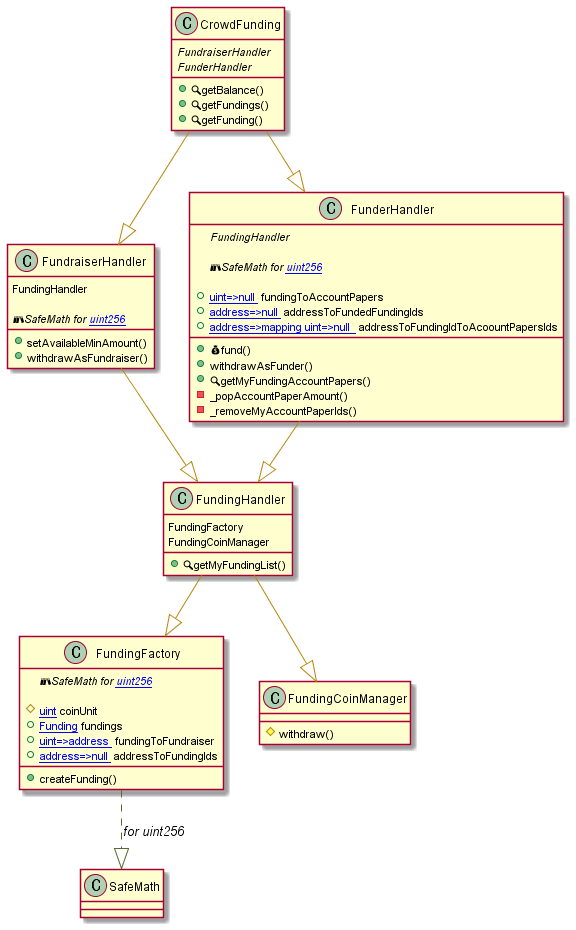 C CrowdFunding
FundraiserHandler
FunderHandler
getBalance()
getFundings()
getFunding()
C FunderHandler
FundingHandler
SafeMath for uint256
uint=>null fundingToAccountPapers
address=>null addressToFundedFundingIds
address=>mapping uint=>null addressToFundingIdToAcoountPapersIds
fund()
withdrawAsFunder()
getMyFundingAccountPapers()
_popAccountPaperAmount()
_removeMyAccountPaperIds()
C FundraiserHandler
FundingHandler
SafeMath for uint256
setAvailableMinAmount()
withdrawAsFundraiser()
C FundingHandler
FundingFactory
FundingCoinManager
getMyFundingList()
C FundingFactory
SafeMath for uint256
uint coinUnit
Funding fundings
uint=>address fundingToFundraiser
address=>null addressToFundingIds
createFunding()
C FundingCoinManager
withdraw()
for uint256
C SafeMath